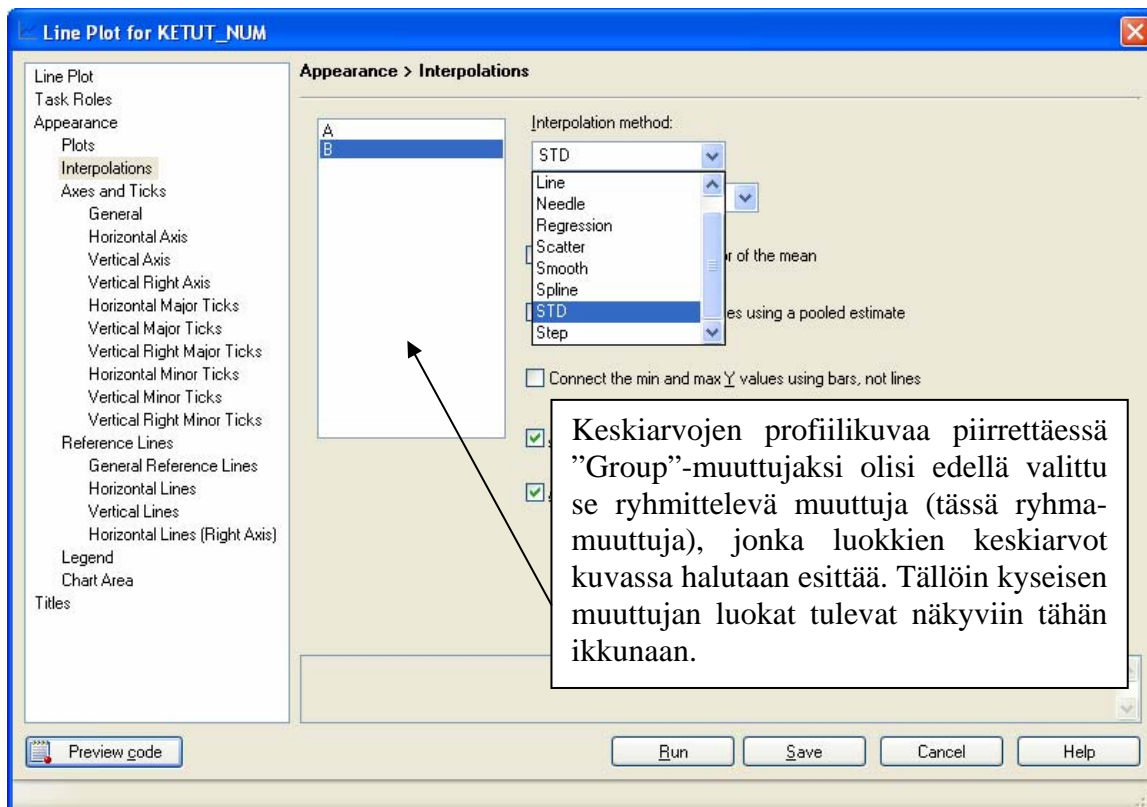 Line Plot for KETUT_NUM
Line Plot
Task Roles
Appearance
Plots
Interpolations
Axes and Ticks
General
Horizontal Axis
Vertical Axis
Vertical Right Axis
Horizontal Major Ticks
Vertical Major Ticks
Vertical Right Major Ticks
Horizontal Minor Ticks
Vertical Minor Ticks
Vertical Right Minor Ticks
Reference Lines
General Reference Lines
Horizontal Lines
Vertical Lines
Horizontal Lines (Right Axis)
Legend
Chart Area
Titles
Appearance > Interpolations
A
B
Interpolation method:
STD
Line
Needle
Regression
Scatter
Smooth
Spline
STD
Step
of the mean
using a pooled estimate
Connect the min and max Y values using bars, not lines
Keskiarvojen profiilikuvaa piirrettäessä
”Group”-muuttujaksi olisi edellä valittu
se ryhmittelevä muuttuja (tässä ryhma-
muuttuja), jonka luokkien keskiarvot
kuvassa halutaan esittää. Tällöin kyseisen
muuttujan luokat tulevat näkyviin tähän
ikkunaan.
Preview code
Run
Save
Cancel
Help